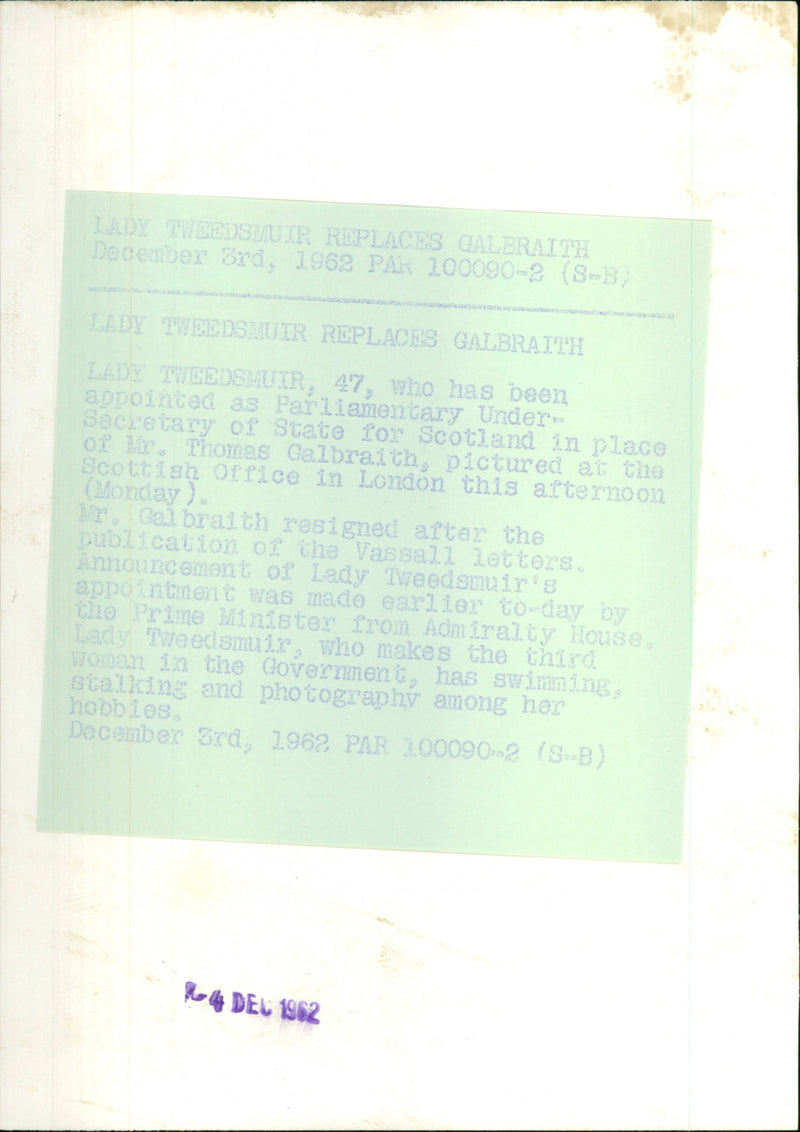 LADY TWEEDSMUIR REPLACES GALBRAITH
December 3rd, 1962 PAR 100090-2 (S-B)
LADY TWEEDSMUIR REPLACES GALBRAITH
LADY TWEEDSMUIR, 47, who has been
appointed as Parliamentary Under-
Secretary of State for Scotland in place
of Mr. Thomas Galbraith, pictured at the
Scottish Office in London this afternoon
(Monday).
Mr. Galbraith resigned after the
publication of the Vassall letters.
Announcement of Lady Tweedsmuir's
appointment was made earlier to-day by
the Prime Minister from Admiralty House.
Lady Tweedsmuir, who makes the third
woman in the Government, has swimming,
stalking and photography among her
hobbies.
December 3rd, 1962 PAR 100090-2 (S-B)
-4 DEC 1962